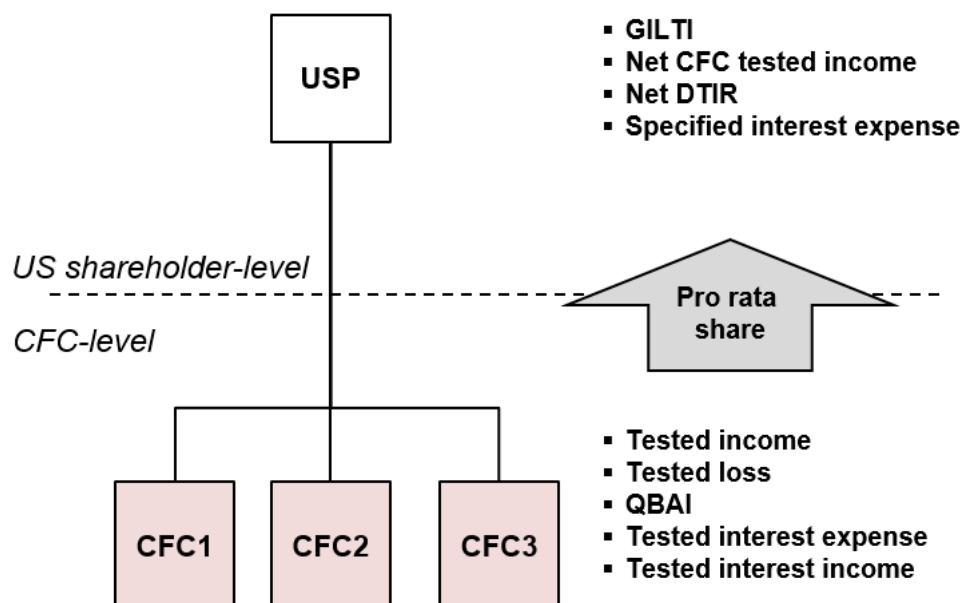 USP
▪ GILTI
▪ Net CFC tested income
▪ Net DTIR
▪ Specified interest expense
US shareholder-level
CFC-level
Pro rata
share
CFC1
CFC2
CFC3
▪ Tested income
▪ Tested loss
▪ QBAI
▪ Tested interest expense
▪ Tested interest income